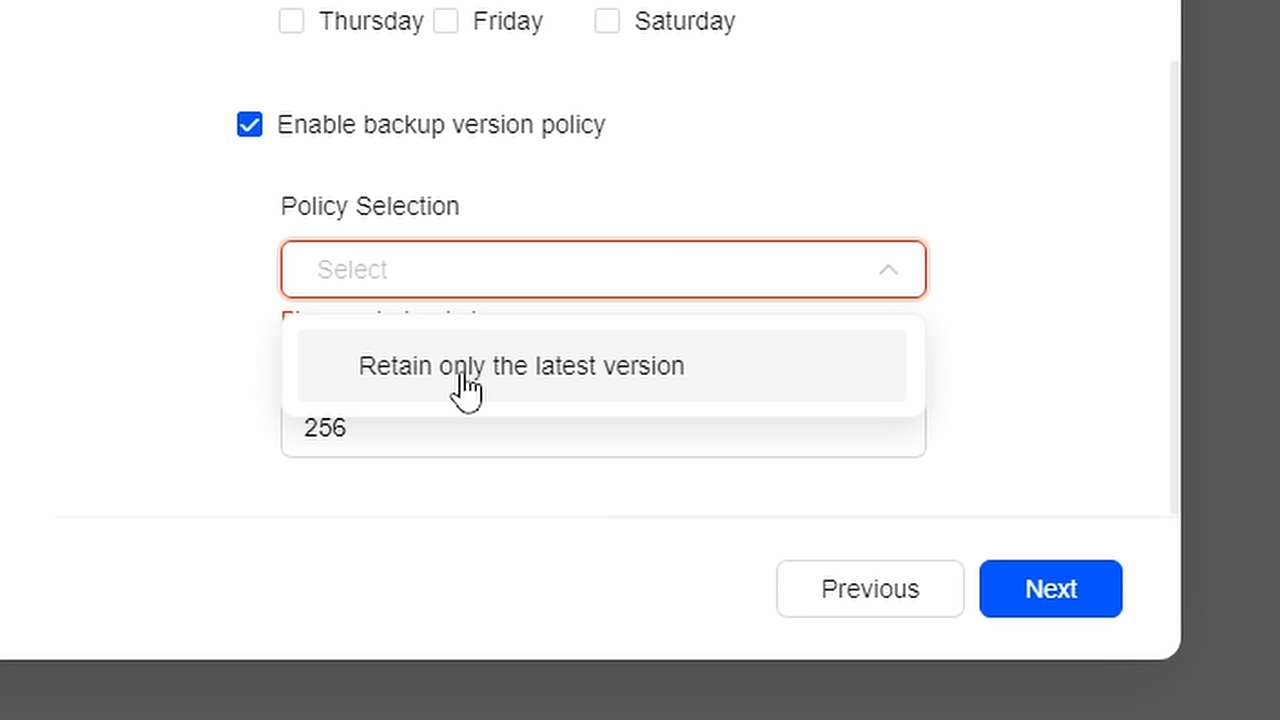 Thursday Friday Saturday
Enable backup version policy
Policy Selection
Select
Retain only the latest version
256
Previous Next